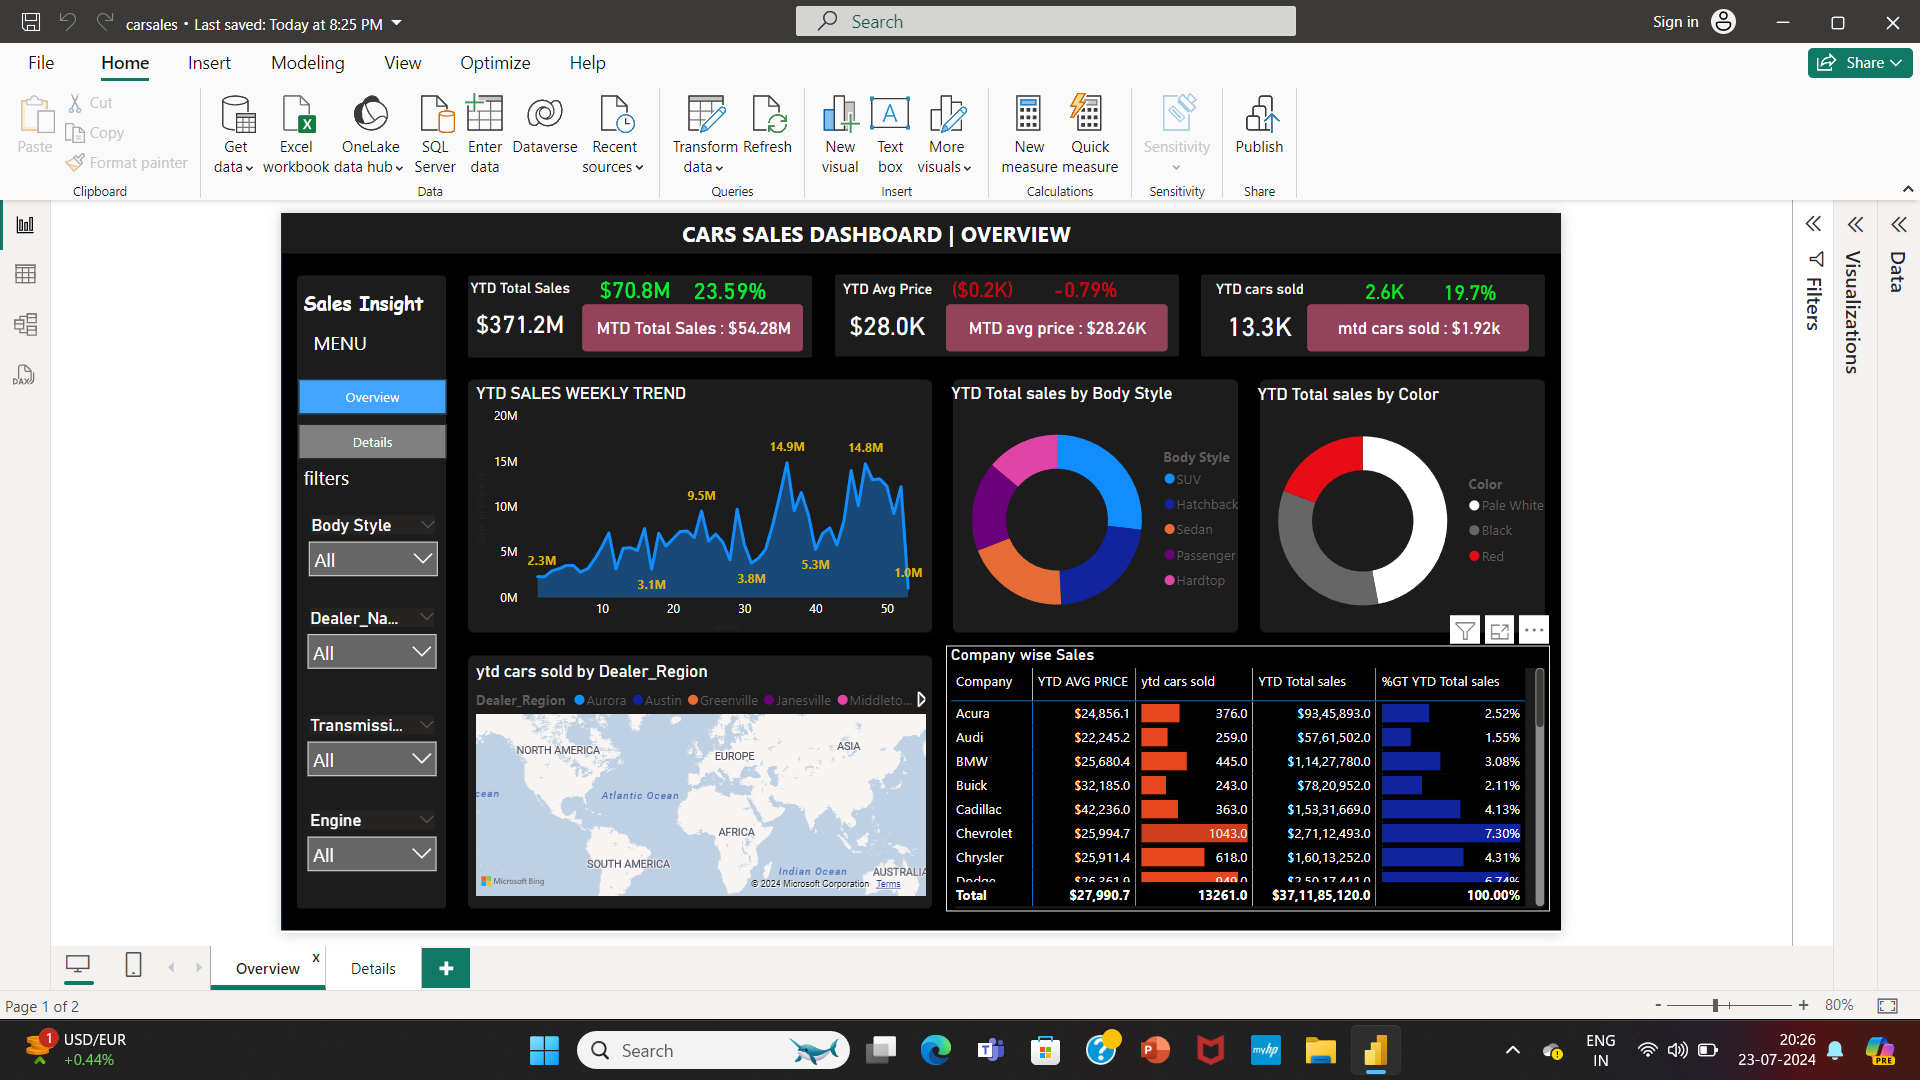 carsales • Last saved: Today at 8:25 PM
Search
Sign in
File Home Insert Modeling View Optimize Help
Share
Paste
Cut
Copy
Format painter
Clipboard
Get data
Excel workbook
OneLake data hub
SQL Server
Enter data
Dataverse
Recent sources
Data
Transform data
Refresh
Queries
New visual
Text box
More visuals
Insert
New measure
Quick measure
Calculations
Sensitivity
Sensitivity
Publish
Share
CARS SALES DASHBOARD | OVERVIEW
Filters
Visualizations
Data
Sales Insight
MENU
Overview
Details
filters
Body Style
All
Dealer_Na...
All
Transmissi...
All
Engine
All
YTD Total Sales $70.8M 23.59%
$371.2M MTD Total Sales : $54.28M
YTD Avg Price ($0.2K) -0.79%
$28.0K MTD avg price : $28.26K
YTD cars sold 2.6K 19.7%
13.3K mtd cars sold : $1.92k
YTD SALES WEEKLY TREND
20M
15M
10M
5M
0M
2.3M
3.1M
9.5M
3.8M
14.9M
5.3M
14.8M
1.0M
10 20 30 40 50
YTD Total sales by Body Style
Body Style
SUV
Hatchback
Sedan
Passenger
Hardtop
YTD Total sales by Color
Color
Pale White
Black
Red
ytd cars sold by Dealer_Region
Dealer_Region Aurora Austin Greenville Janesville Middleto...
NORTH AMERICA
EUROPE
ASIA
cean
Atlantic Ocean
AFRICA
SOUTH AMERICA
Indian Ocean
AUSTRALIA
Microsoft Bing
© 2024 Microsoft Corporation Terms
Company wise Sales
Company YTD AVG PRICE ytd cars sold YTD Total sales %GT YTD Total sales
Acura $24,856.1 376.0 $93,45,893.0 2.52%
Audi $22,245.2 259.0 $57,61,502.0 1.55%
BMW $25,680.4 445.0 $1,14,27,780.0 3.08%
Buick $32,185.0 243.0 $78,20,952.0 2.11%
Cadillac $42,236.0 363.0 $1,53,31,669.0 4.13%
Chevrolet $25,994.7 1043.0 $2,71,12,493.0 7.30%
Chrysler $25,911.4 618.0 $1,60,13,252.0 4.31%
Dodge $26,361.9 949.0 $2,50,17,441.0 6.74%
Total $27,990.7 13261.0 $37,11,85,120.0 100.00%
Overview x
Details
+
Page 1 of 2
- + 80%
1
USD/EUR
+0.44%
Search
myhp
ENG
IN
20:26
23-07-2024
PRE